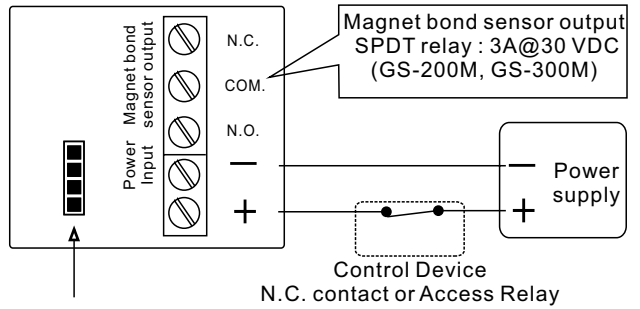 Magnet bond
sensor output
Power
Input
N.C.
COM.
N.O.
−
+
Magnet bond sensor output
SPDT relay : 3A@30 VDC
(GS-200M, GS-300M)
−
+
Power
supply
Control Device
N.C. contact or Access Relay